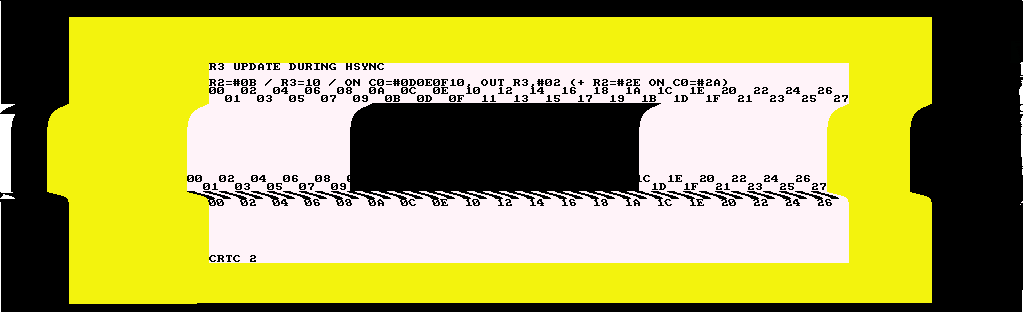 R3 UPDATE DURING HSYNC
R2=#0B / R3=10 / ON C0=#0D0E0F10, OUT R3,#02 (+ R2=#2E ON C0=#2A)
00 02 04 06 08 0A 0C 0E 10 12 14 16 18 1A 1C 1E 20 22 24 26
01 03 05 07 09 0B 0D 0F 11 13 15 17 19 1B 1D 1F 21 23 25 27
00 02 04 06 08 1C 1E 20 22 24 26
01 03 05 07 09 1D 1F 21 23 25 27
00 02 04 06 08 0A 0C 0E 10 12 14 16 18 1A 1C 1E 20 22 24 26
CRTC 2